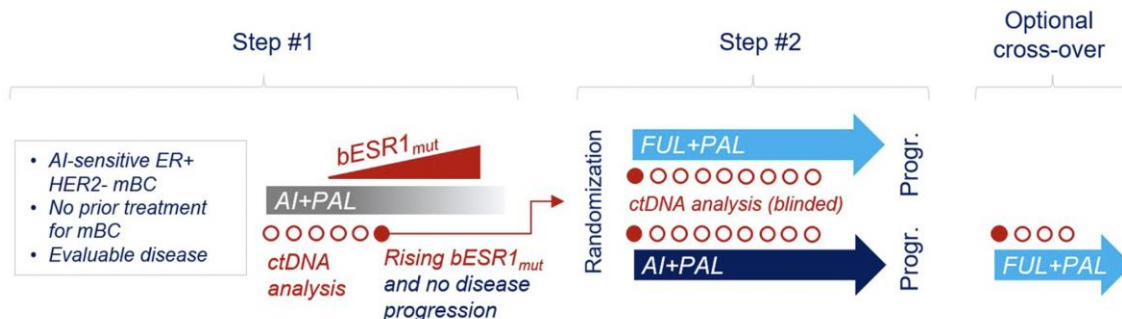 Step #1
Step #2
Optional
cross-over
• AI-sensitive ER+
HER2- mBC
• No prior treatment
for mBC
• Evaluable disease
bESR1mut
AI+PAL
ctDNA
analysis
Rising bESR1mut
and no disease
progression
Randomization
FUL+PAL
Progr.
ctDNA analysis (blinded)
AI+PAL
Progr.
FUL+PAL